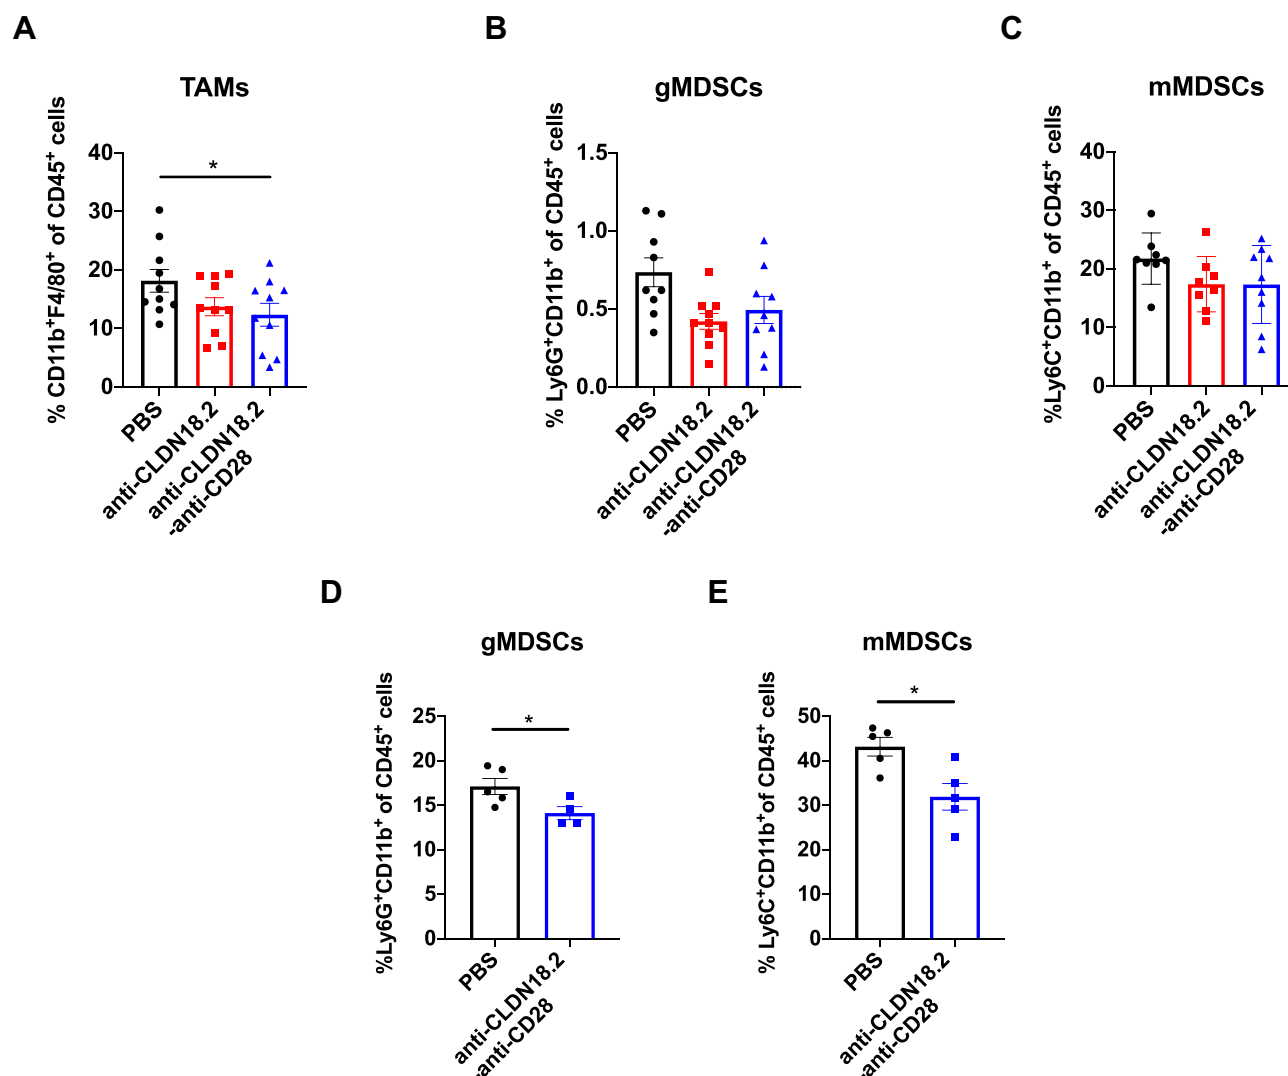 A
TAMs
% CD11b⁺F4/80⁺ of CD45⁺ cells
40
30
20
10
0
*
PBS
anti-CLDN18.2
anti-CLDN18.2
-anti-CD28
B
gMDSCs
% Ly6G⁺CD11b⁺ of CD45⁺ cells
1.5
1.0
0.5
0.0
PBS
anti-CLDN18.2
anti-CLDN18.2
-anti-CD28
C
mMDSCs
%Ly6C⁺CD11b⁺ of CD45⁺ cells
40
30
20
10
0
PBS
anti-CLDN18.2
anti-CLDN18.2
-anti-CD28
D
gMDSCs
%Ly6G⁺CD11b⁺of CD45⁺ cells
25
20
15
10
5
0
*
PBS
anti-CLDN18.2
-anti-CD28
E
mMDSCs
% Ly6C⁺CD11b⁺of CD45⁺ cells
50
40
30
20
10
0
*
PBS
anti-CLDN18.2
-anti-CD28